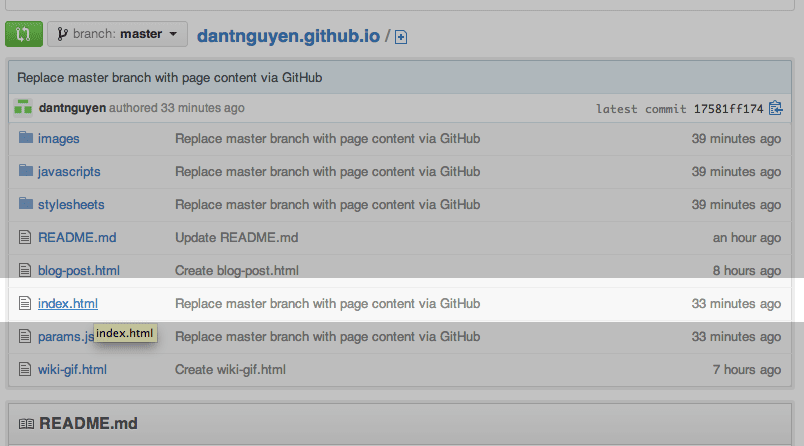 branch: master dantnguyen.github.io /
Replace master branch with page content via GitHub
dantnguyen authored 33 minutes ago latest commit 17581ff174
images Replace master branch with page content via GitHub 39 minutes ago
javascripts Replace master branch with page content via GitHub 39 minutes ago
stylesheets Replace master branch with page content via GitHub 39 minutes ago
README.md Update README.md an hour ago
blog-post.html Create blog-post.html 8 hours ago
index.html Replace master branch with page content via GitHub 33 minutes ago
params.js Replace master branch with page content via GitHub 33 minutes ago
index.html
wiki-gif.html Create wiki-gif.html 7 hours ago
README.md